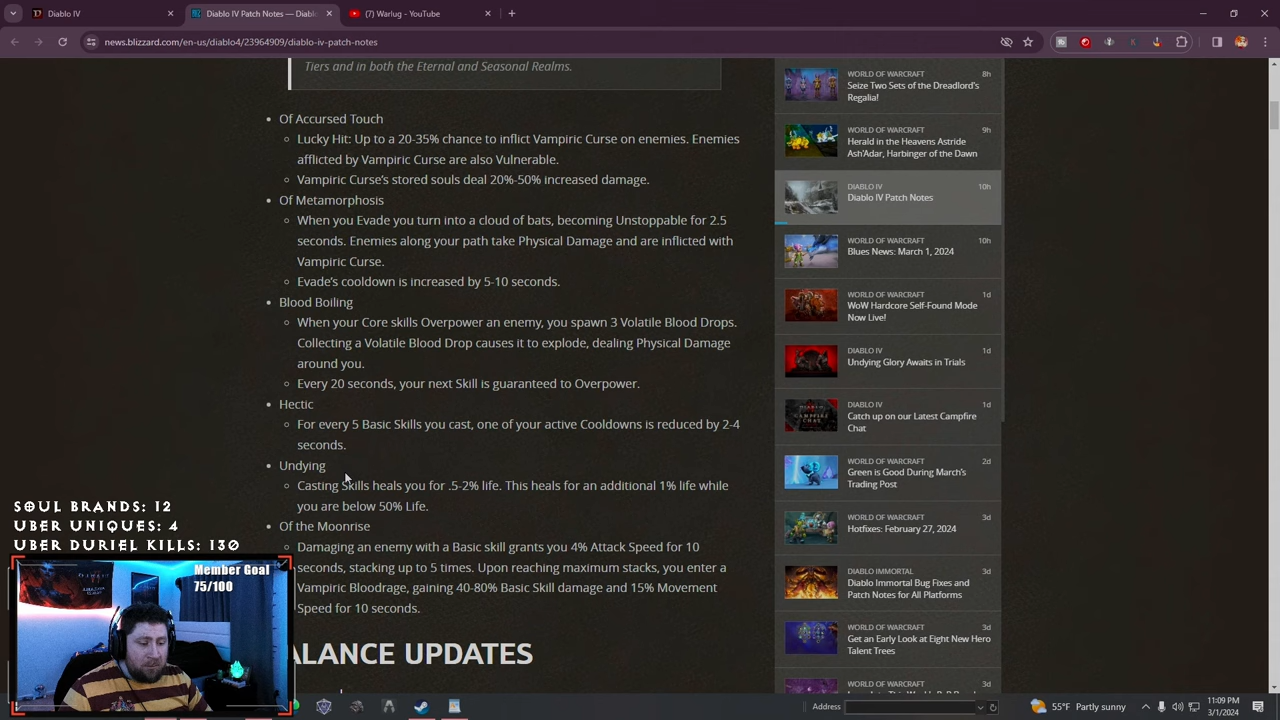 Diablo IV
Diablo IV Patch Notes —
(7) Warlug - YouTube
news.blizzard.com/en-us/diablo4/23964909/diablo-iv-patch-notes
Tiers and in both the Eternal and Seasonal Realms.
Of Accursed Touch
Lucky Hit: Up to a 20-35% chance to inflict Vampiric Curse on enemies. Enemies
afflicted by Vampiric Curse are also Vulnerable.
Vampiric Curse's stored souls deal 20%-50% increased damage.
Of Metamorphosis
When you Evade you turn into a cloud of bats, becoming Unstoppable for 2.5
seconds. Enemies along your path take Physical Damage and are inflicted with
Vampiric Curse.
Evade's cooldown is increased by 5-10 seconds.
Blood Boiling
When your Core skills Overpower an enemy, you spawn 3 Volatile Blood Drops.
Collecting a Volatile Blood Drop causes it to explode, dealing Physical Damage
around you.
Every 20 seconds, your next Skill is guaranteed to Overpower.
Hectic
For every 5 Basic Skills you cast, one of your active Cooldowns is reduced by 2-4
seconds.
Undying
Casting Skills heals you for .5-2% life. This heals for an additional 1% life while
you are below 50% Life.
Of the Moonrise
Damaging an enemy with a Basic skill grants you 4% Attack Speed for 10
seconds, stacking up to 5 times. Upon reaching maximum stacks, you enter a
Vampiric Bloodrage, gaining 40-80% Basic Skill damage and 15% Movement
Speed for 10 seconds.
ALANCE UPDATES
WORLD OF WARCRAFT 8h
Seize Two Sets of the Dreadlord's
Regalia!
WORLD OF WARCRAFT 9h
Herald in the Heavens Astride
Ash'Adar, Harbinger of the Dawn
DIABLO IV 10h
Diablo IV Patch Notes
WORLD OF WARCRAFT 10h
Blues News: March 1, 2024
WORLD OF WARCRAFT 1d
WoW Hardcore Self-Found Mode
Now Live!
DIABLO IV 1d
Undying Glory Awaits in Trials
DIABLO IV 1d
Catch up on our Latest Campfire
Chat
WORLD OF WARCRAFT 2d
Green is Good During March's
Trading Post
WORLD OF WARCRAFT 3d
Hotfixes: February 27, 2024
DIABLO IMMORTAL 3d
Diablo Immortal Bug Fixes and
Patch Notes for All Platforms
WORLD OF WARCRAFT 3d
Get an Early Look at Eight New Hero
Talent Trees
WORLD OF WARCRAFT 3d
SOUL BRANDS: 12
UBER UNIQUES: 4
UBER DURIEL KILLS: 130
Member Goal
75/100
Address
55°F Partly sunny
11:09 PM
3/1/2024